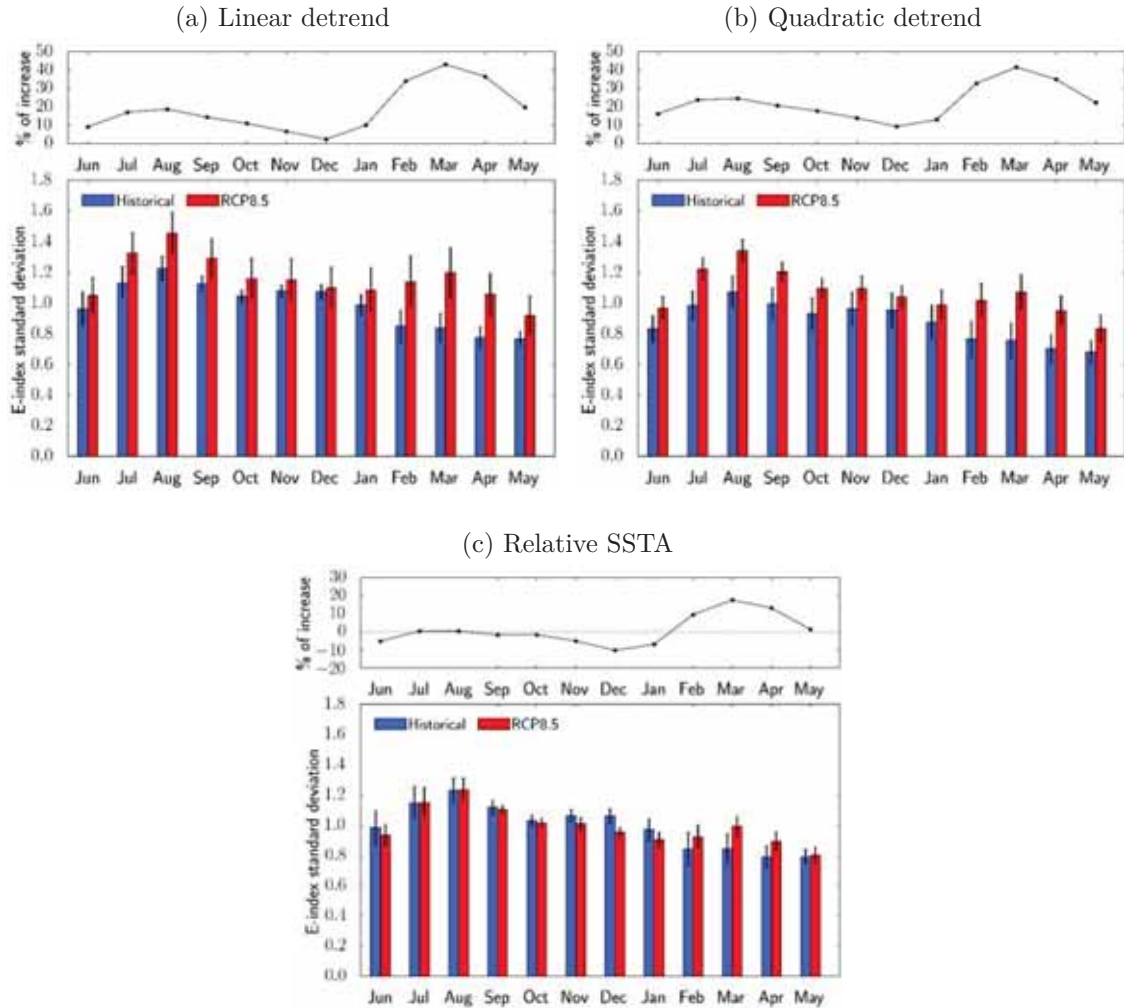 (a) Linear detrend
% of increase
50
40
30
20
10
0
Jun Jul Aug Sep Oct Nov Dec Jan Feb Mar Apr May
E-index standard deviation
1.8
1.6
1.4
1.2
1.0
0.8
0.6
0.4
0.2
0.0
Historical RCP8.5
Jun Jul Aug Sep Oct Nov Dec Jan Feb Mar Apr May
(b) Quadratic detrend
% of increase
50
40
30
20
10
0
Jun Jul Aug Sep Oct Nov Dec Jan Feb Mar Apr May
E-index standard deviation
1.8
1.6
1.4
1.2
1.0
0.8
0.6
0.4
0.2
0.0
Historical RCP8.5
Jun Jul Aug Sep Oct Nov Dec Jan Feb Mar Apr May
(c) Relative SSTA
% of increase
30
20
10
0
−10
−20
Jun Jul Aug Sep Oct Nov Dec Jan Feb Mar Apr May
E-index standard deviation
1.8
1.6
1.4
1.2
1.0
0.8
0.6
0.4
0.2
0.0
Historical RCP8.5
Jun Jul Aug Sep Oct Nov Dec Jan Feb Mar Apr May